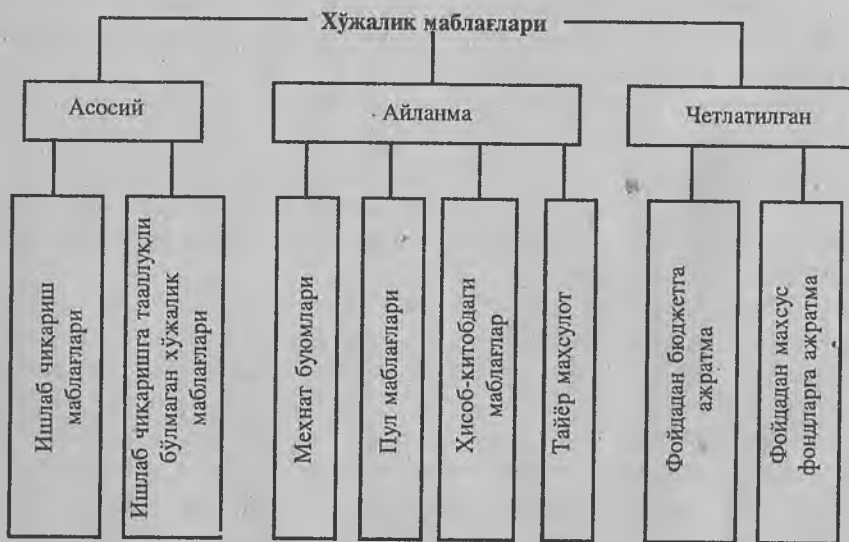 Хўжалик маблағлари
Асосий
Айланма
Четлатилган
Ишлаб чиқариш
маблағлари
Ишлаб чиқаришга тааллуқли
бўлмаган хўжалик
маблағлари
Меҳнат буюмлари
Пул маблағлари
Ҳисоб-китобдаги
маблағлар
Тайёр маҳсулот
Фойдадан бюджетга
ажратма
Фойдадан махсус
фондларга ажратма